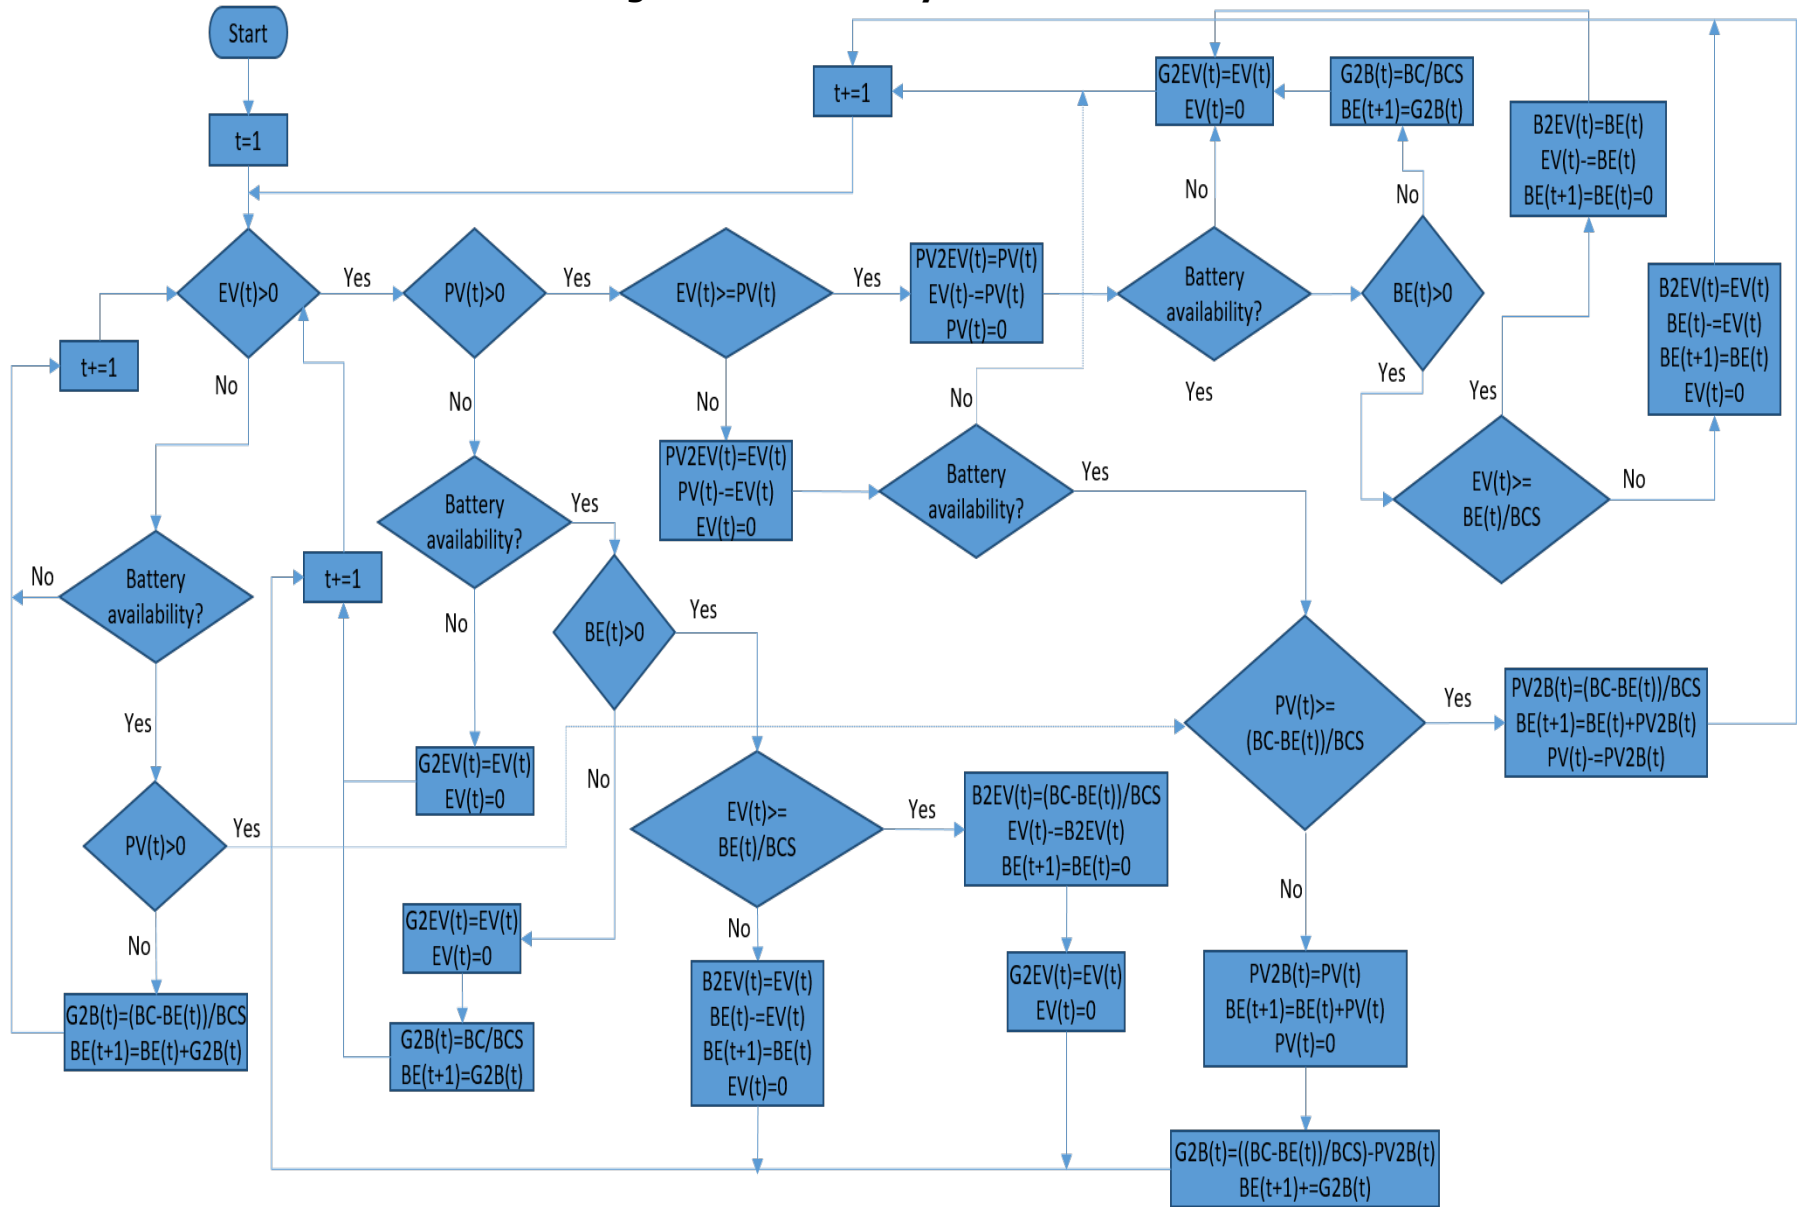 Start
t=1
t+=1
G2EV(t)=EV(t)
EV(t)=0
G2B(t)=BC/BCS
BE(t+1)=G2B(t)
B2EV(t)=BE(t)
EV(t)-=BE(t)
BE(t+1)=BE(t)=0
No
No
EV(t)>0
Yes
PV(t)>0
Yes
EV(t)>=PV(t)
Yes
PV2EV(t)=PV(t)
EV(t)-=PV(t)
PV(t)=0
Battery
availability?
BE(t)>0
B2EV(t)=EV(t)
BE(t)-=EV(t)
BE(t+1)=BE(t)
EV(t)=0
t+=1
No
No
No
No
Yes
Yes
Yes
PV2EV(t)=EV(t)
PV(t)-=EV(t)
EV(t)=0
Battery
availability?
Yes
EV(t)>=
BE(t)/BCS
No
Battery
availability?
Yes
No
Battery
availability?
t+=1
No
BE(t)>0
Yes
Yes
PV(t)>=
(BC-BE(t))/BCS
Yes
PV2B(t)=(BC-BE(t))/BCS
BE(t+1)=BE(t)+PV2B(t)
PV(t)-=PV2B(t)
G2EV(t)=EV(t)
EV(t)=0
No
PV(t)>0
Yes
EV(t)>=
BE(t)/BCS
Yes
B2EV(t)=(BC-BE(t))/BCS
EV(t)-=B2EV(t)
BE(t+1)=BE(t)=0
No
No
No
G2EV(t)=EV(t)
EV(t)=0
B2EV(t)=EV(t)
BE(t)-=EV(t)
BE(t+1)=BE(t)
EV(t)=0
G2EV(t)=EV(t)
EV(t)=0
PV2B(t)=PV(t)
BE(t+1)=BE(t)+PV(t)
PV(t)=0
G2B(t)=(BC-BE(t))/BCS
BE(t+1)=BE(t)+G2B(t)
G2B(t)=BC/BCS
BE(t+1)=G2B(t)
G2B(t)=((BC-BE(t))/BCS)-PV2B(t)
BE(t+1)+=G2B(t)